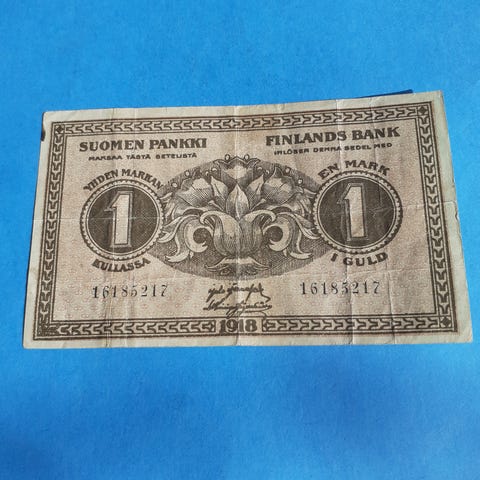 SUOMEN PANKKI
MAKSAA TÄSTÄ SETELISTÄ
YHDEN MARKAN
1
KULLASSA
16185217
FINLANDS BANK
INLÖSER DENNA SEDEL MED
EN MARK
1
I GULD
16185217
1918